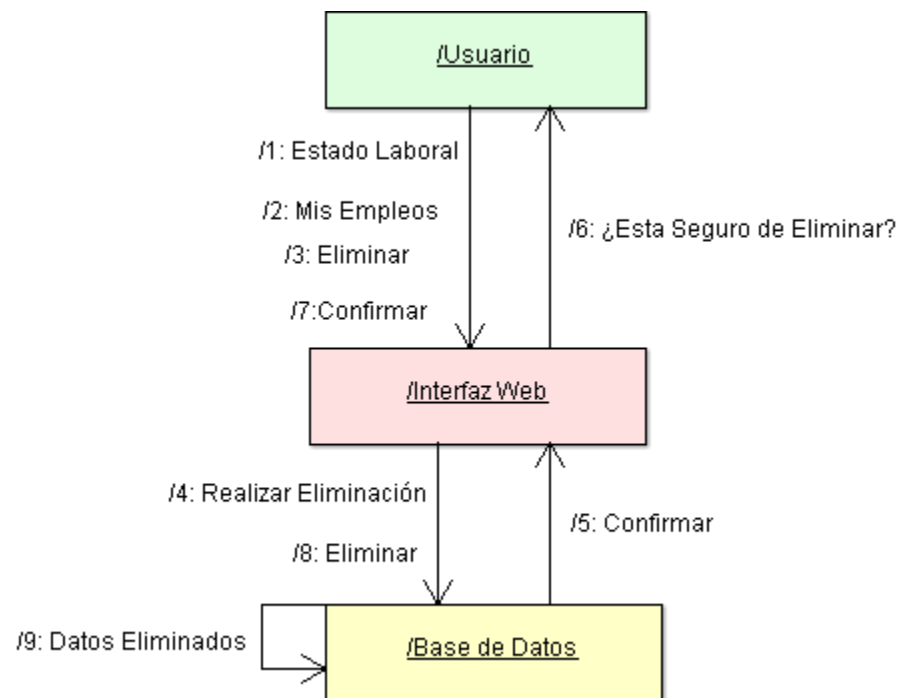 /Usuario
/1: Estado Laboral
/2: Mis Empleos
/3: Eliminar
/7:Confirmar
/6: ¿Esta Seguro de Eliminar?
/Interfaz Web
/4: Realizar Eliminación
/8: Eliminar
/5: Confirmar
/9: Datos Eliminados
/Base de Datos